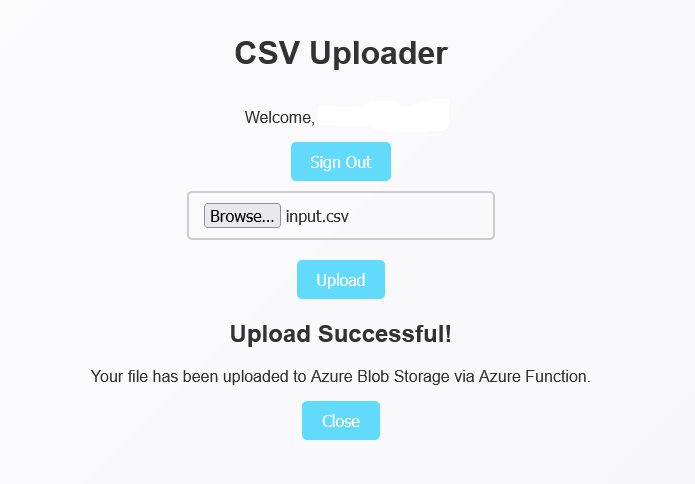 CSV Uploader
Welcome,
Sign Out
Browse... input.csv
Upload
Upload Successful!
Your file has been uploaded to Azure Blob Storage via Azure Function.
Close